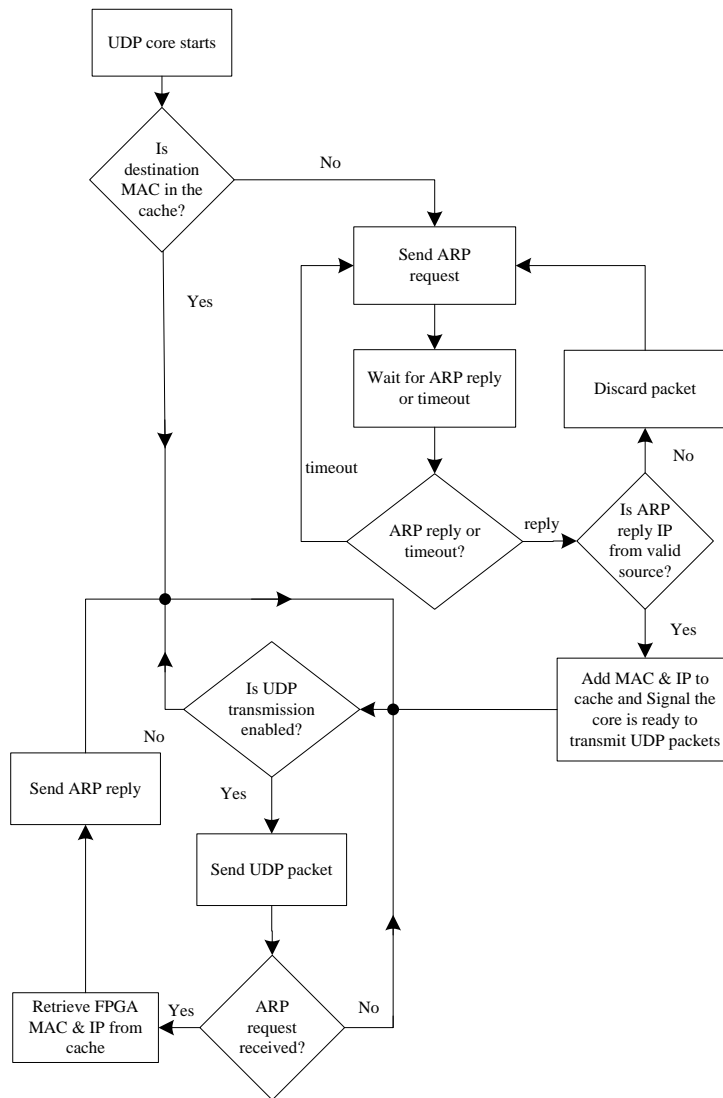 UDP core starts
Is
destination
MAC in the
cache?
No
Yes
Send ARP
request
Wait for ARP reply
or timeout
Discard packet
timeout
No
ARP reply or
timeout?
reply
Is ARP
reply IP
from valid
source?
Yes
Add MAC & IP to
cache and Signal the
core is ready to
transmit UDP packets
Is UDP
transmission
enabled?
No
Yes
Send ARP reply
Send UDP packet
Retrieve FPGA
MAC & IP from
cache
Yes
ARP
request
received?
No